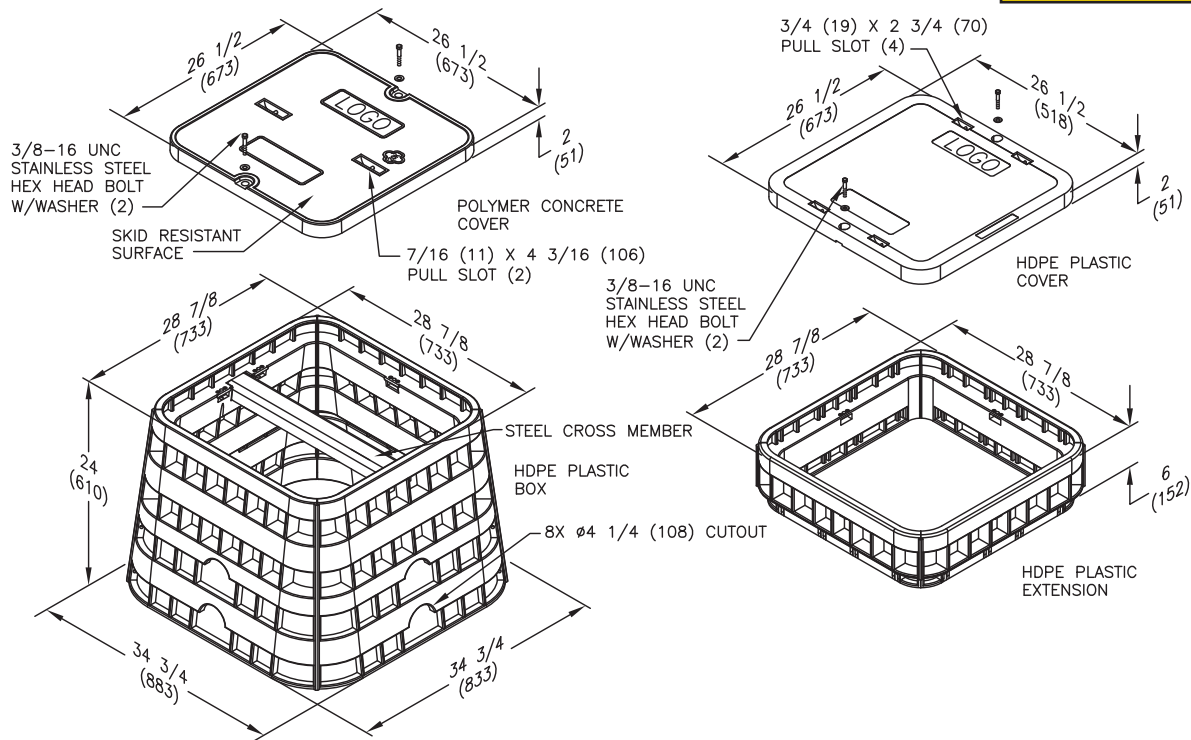 26 1/2
(673)
26 1/2
(673)
2
(51)
LOGO
3/8-16 UNC
STAINLESS STEEL
HEX HEAD BOLT
W/WASHER (2)
SKID RESISTANT
SURFACE
POLYMER CONCRETE
COVER
7/16 (11) X 4 3/16 (106)
PULL SLOT (2)
3/4 (19) X 2 3/4 (70)
PULL SLOT (4)
26 1/2
(673)
26 1/2
(518)
2
(51)
LOGO
HDPE PLASTIC
COVER
3/8-16 UNC
STAINLESS STEEL
HEX HEAD BOLT
W/WASHER (2)
28 7/8
(733)
28 7/8
(733)
24
(610)
STEEL CROSS MEMBER
HDPE PLASTIC
BOX
8X ø4 1/4 (108) CUTOUT
34 3/4
(883)
34 3/4
(833)
28 7/8
(733)
28 7/8
(733)
6
(152)
HDPE PLASTIC
EXTENSION